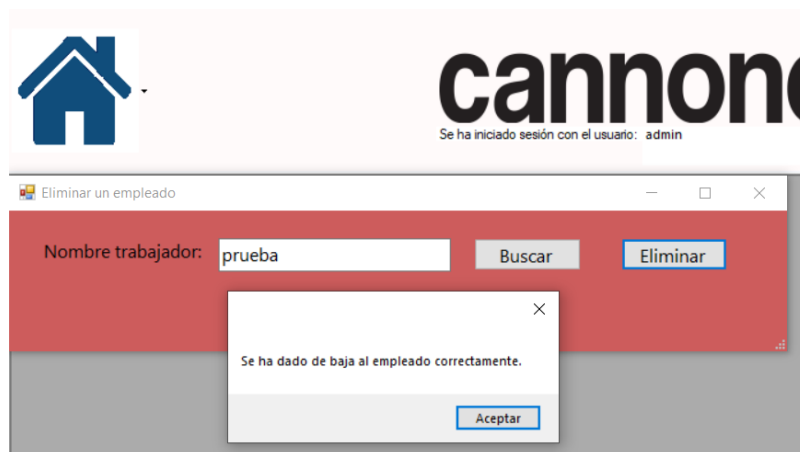 cannon
Se ha iniciado sesión con el usuario: admin
Eliminar un empleado
Nombre trabajador: prueba Buscar Eliminar
Se ha dado de baja al empleado correctamente.
Aceptar